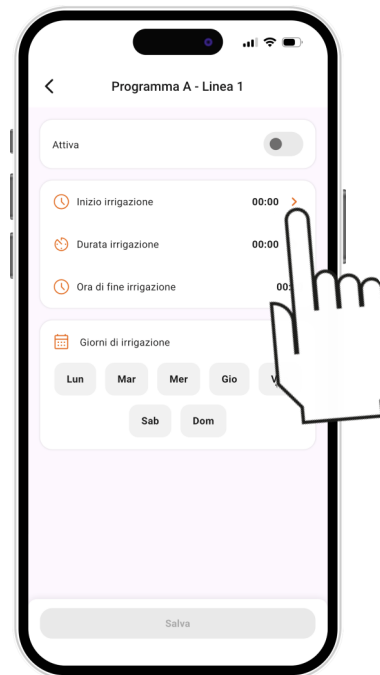 Programma A - Linea 1
Attiva
Inizio irrigazione 00:00
Durata irrigazione 00:00
Ora di fine irrigazione 00:
Giorni di irrigazione
Lun Mar Mer Gio V
Sab Dom
Salva